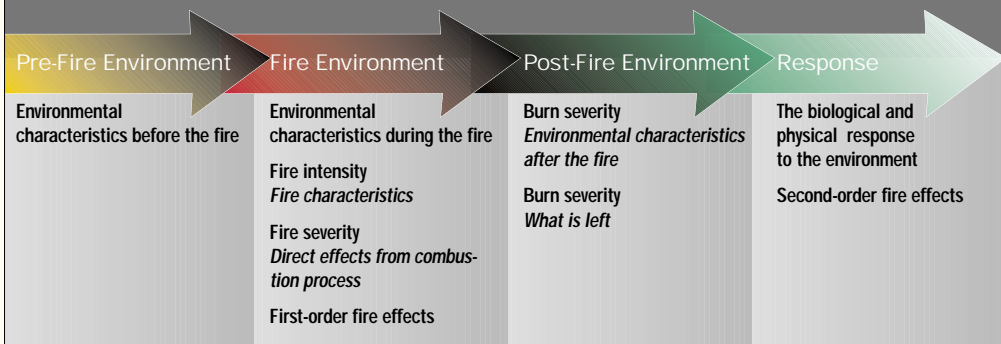 Pre-Fire Environment
Fire Environment
Post-Fire Environment
Response
Environmental
characteristics before the fire
Environmental
characteristics during the fire
Fire intensity
Fire characteristics
Fire severity
Direct effects from combus-
tion process
First-order fire effects
Burn severity
Environmental characteristics
after the fire
Burn severity
What is left
The biological and
physical response
to the environment
Second-order fire effects